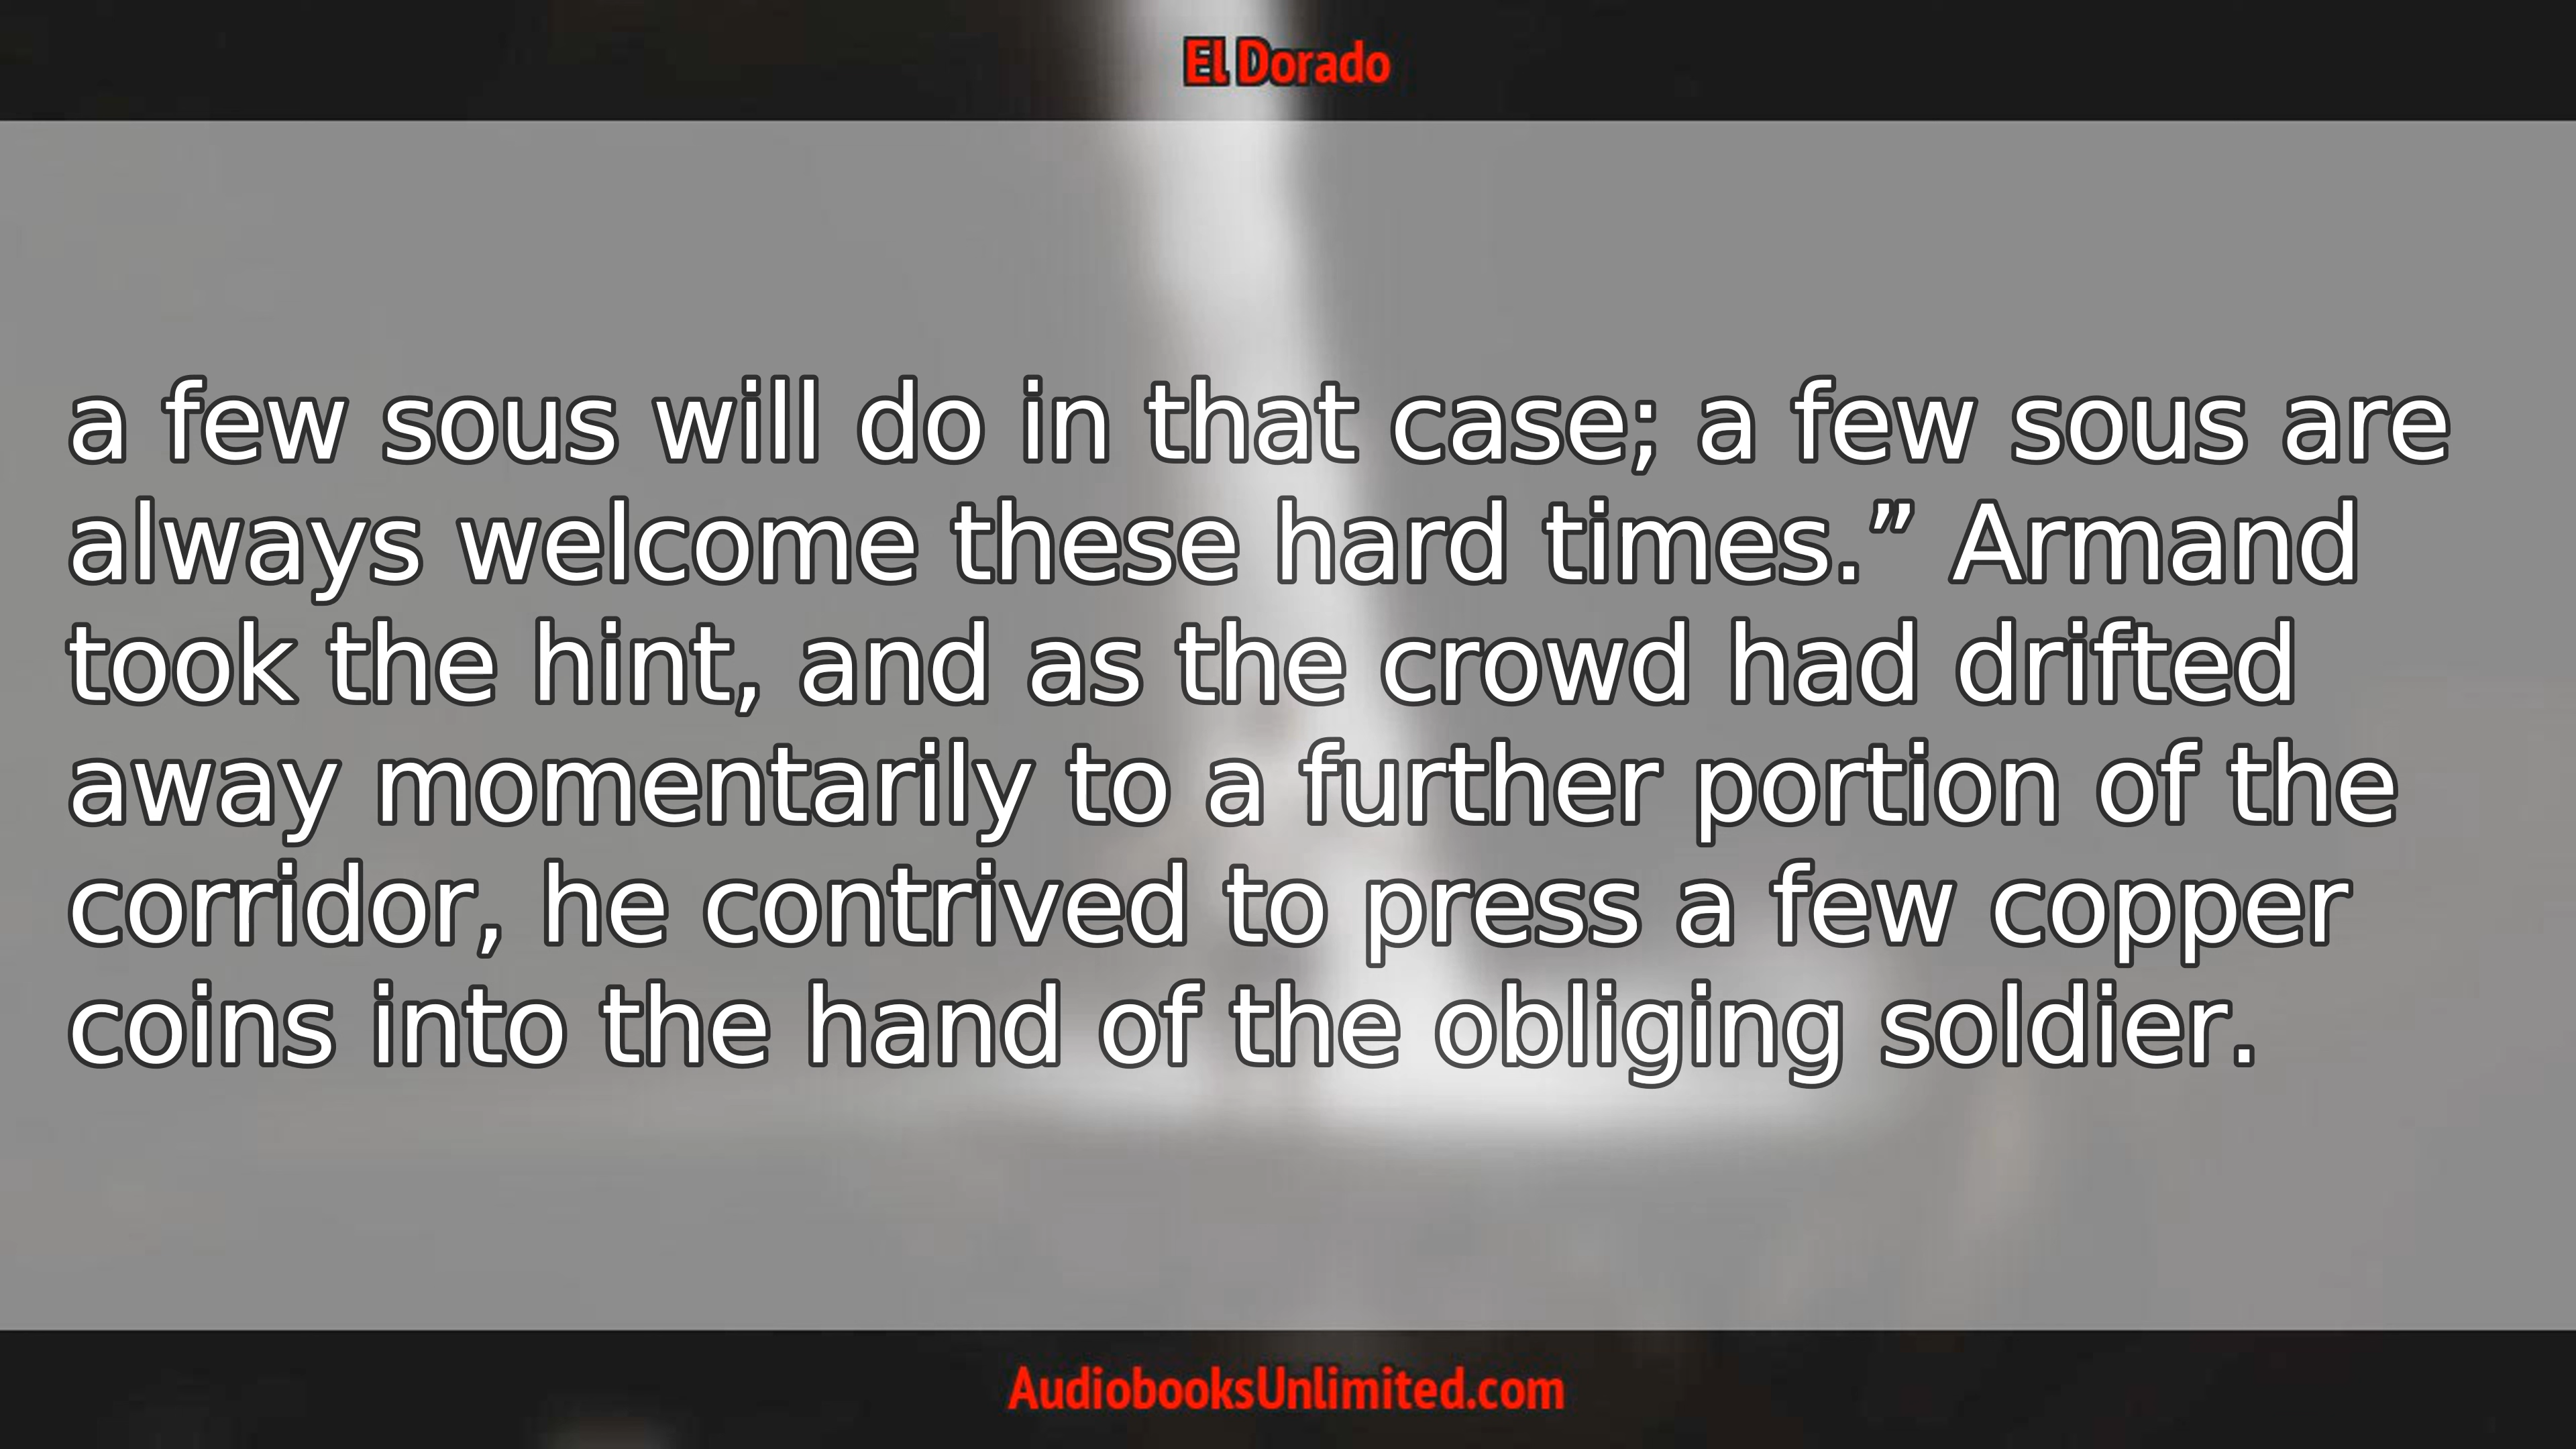 El Dorado
a few sous will do in that case; a few sous are
always welcome these hard times.” Armand
took the hint, and as the crowd had drifted
away momentarily to a further portion of the
corridor, he contrived to press a few copper
coins into the hand of the obliging soldier.
AudiobooksUnlimited.com